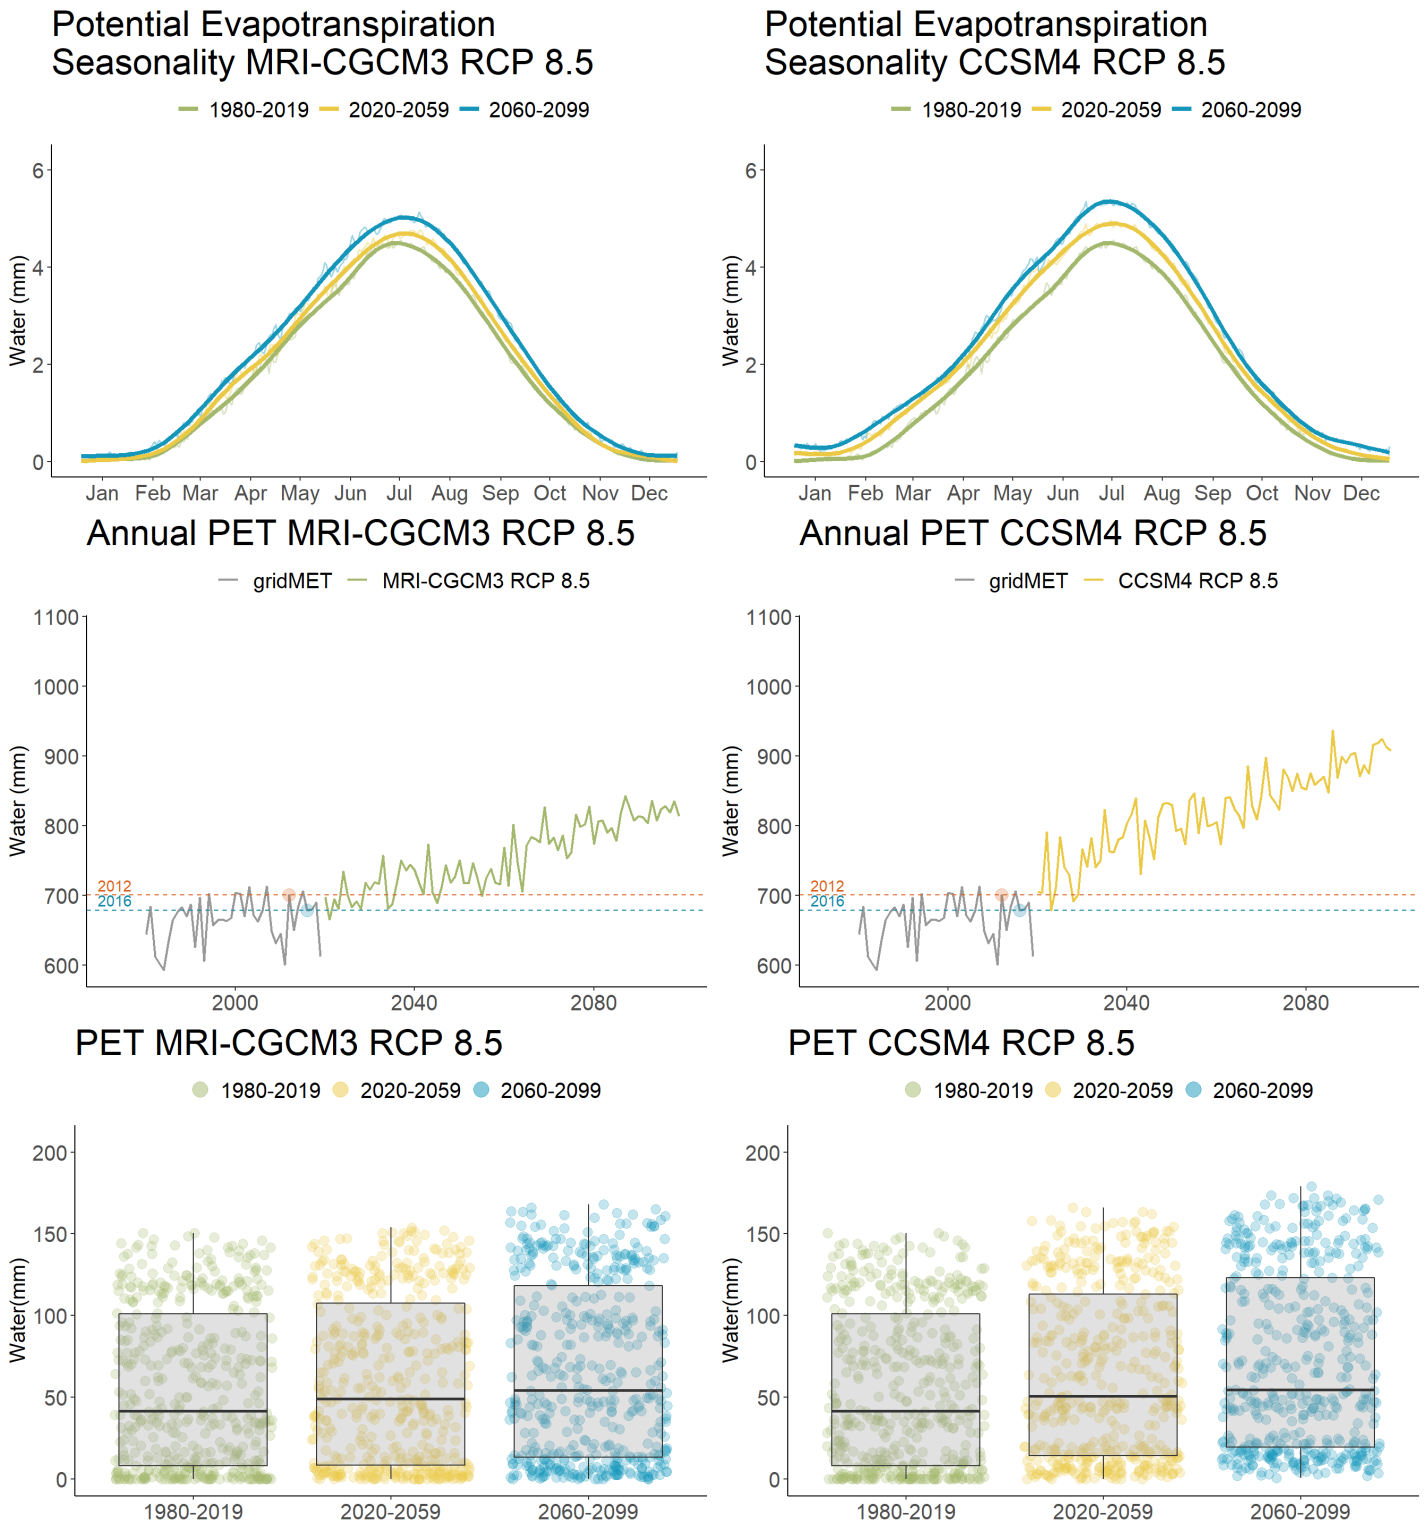 Potential Evapotranspiration
Seasonality MRI-CGCM3 RCP 8.5
1980-2019 2020-2059 2060-2099
Water (mm)
6
4
2
0
Jan Feb Mar Apr May Jun Jul Aug Sep Oct Nov Dec
Potential Evapotranspiration
Seasonality CCSM4 RCP 8.5
1980-2019 2020-2059 2060-2099
Water (mm)
6
4
2
0
Jan Feb Mar Apr May Jun Jul Aug Sep Oct Nov Dec
Annual PET MRI-CGCM3 RCP 8.5
gridMET MRI-CGCM3 RCP 8.5
Water (mm)
1100
1000
900
800
700
600
2012
2016
2000 2040 2080
Annual PET CCSM4 RCP 8.5
gridMET CCSM4 RCP 8.5
Water (mm)
1100
1000
900
800
700
600
2012
2016
2000 2040 2080
PET MRI-CGCM3 RCP 8.5
1980-2019 2020-2059 2060-2099
Water(mm)
200
150
100
50
0
1980-2019 2020-2059 2060-2099
PET CCSM4 RCP 8.5
1980-2019 2020-2059 2060-2099
Water(mm)
200
150
100
50
0
1980-2019 2020-2059 2060-2099